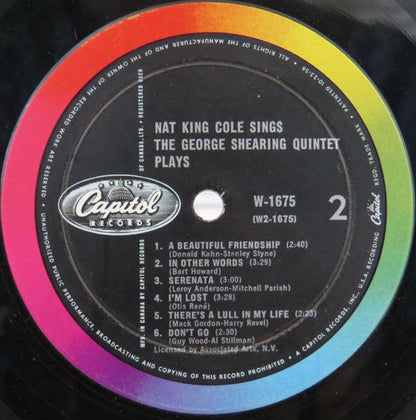 NAT KING COLE SINGS
THE GEORGE SHEARING QUINTET
PLAYS
Capitol
RECORDS
W-1675
(W2-1675)
2
1. A BEAUTIFUL FRIENDSHIP (2:40)
(Donald Kahn-Stanley Styne)
2. IN OTHER WORDS (3:29)
(Bart Howard)
3. SERENATA (3:00)
(Leroy Anderson-Mitchell Parish)
4. I'M LOST (3:28)
(Otis René)
5. THERE'S A LULL IN MY LIFE (2:23)
(Mack Gordon-Harry Revel)
6. DON'T GO (2:30)
(Guy Wood-Al Stillman)
Licensed by Associated Arts, N.V.
MFG. IN CANADA BY CAPITOL RECORDS OF CANADA, LTD. • REGISTERED USER
ALL RIGHTS OF THE MANUFACTURER AND OF THE OWNER OF THE RECORDED WORK ARE RESERVED •
UNAUTHORIZED PUBLIC PERFORMANCE, BROADCASTING AND COPYING OF THIS RECORD PROHIBITED •
A CAPITOL RECORDS, INC., U.S.A.
REGD. TRADE MARK.
PATENTED 10-23-56
Capitol